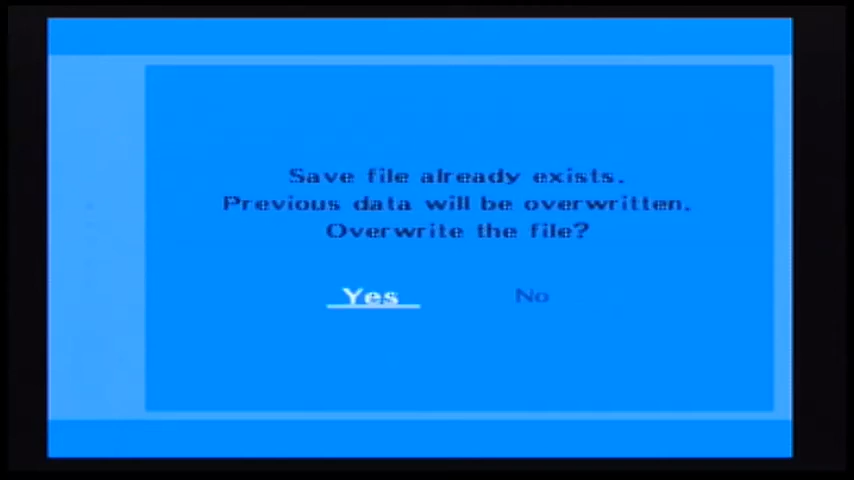 Save file already exists.
Previous data will be overwritten.
Overwrite the file?
Yes No